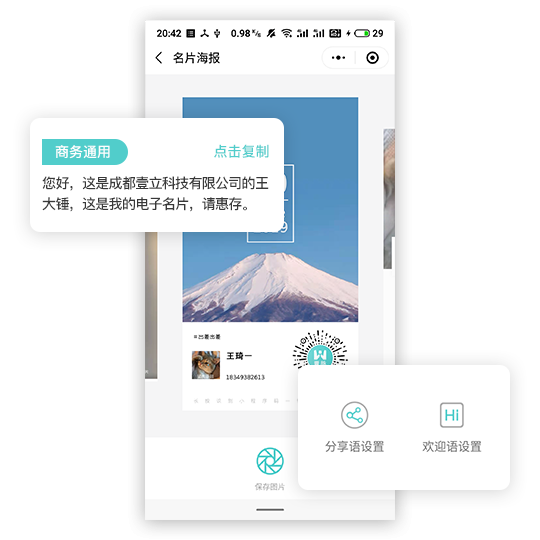 20:42 0.98 K/s 29
名片海报
商务通用 点击复制
您好，这是成都壹立科技有限公司的王
大锤，这是我的电子名片，请惠存。
王琦一
18349382613
分享语设置
Hi
欢迎语设置
保存图片